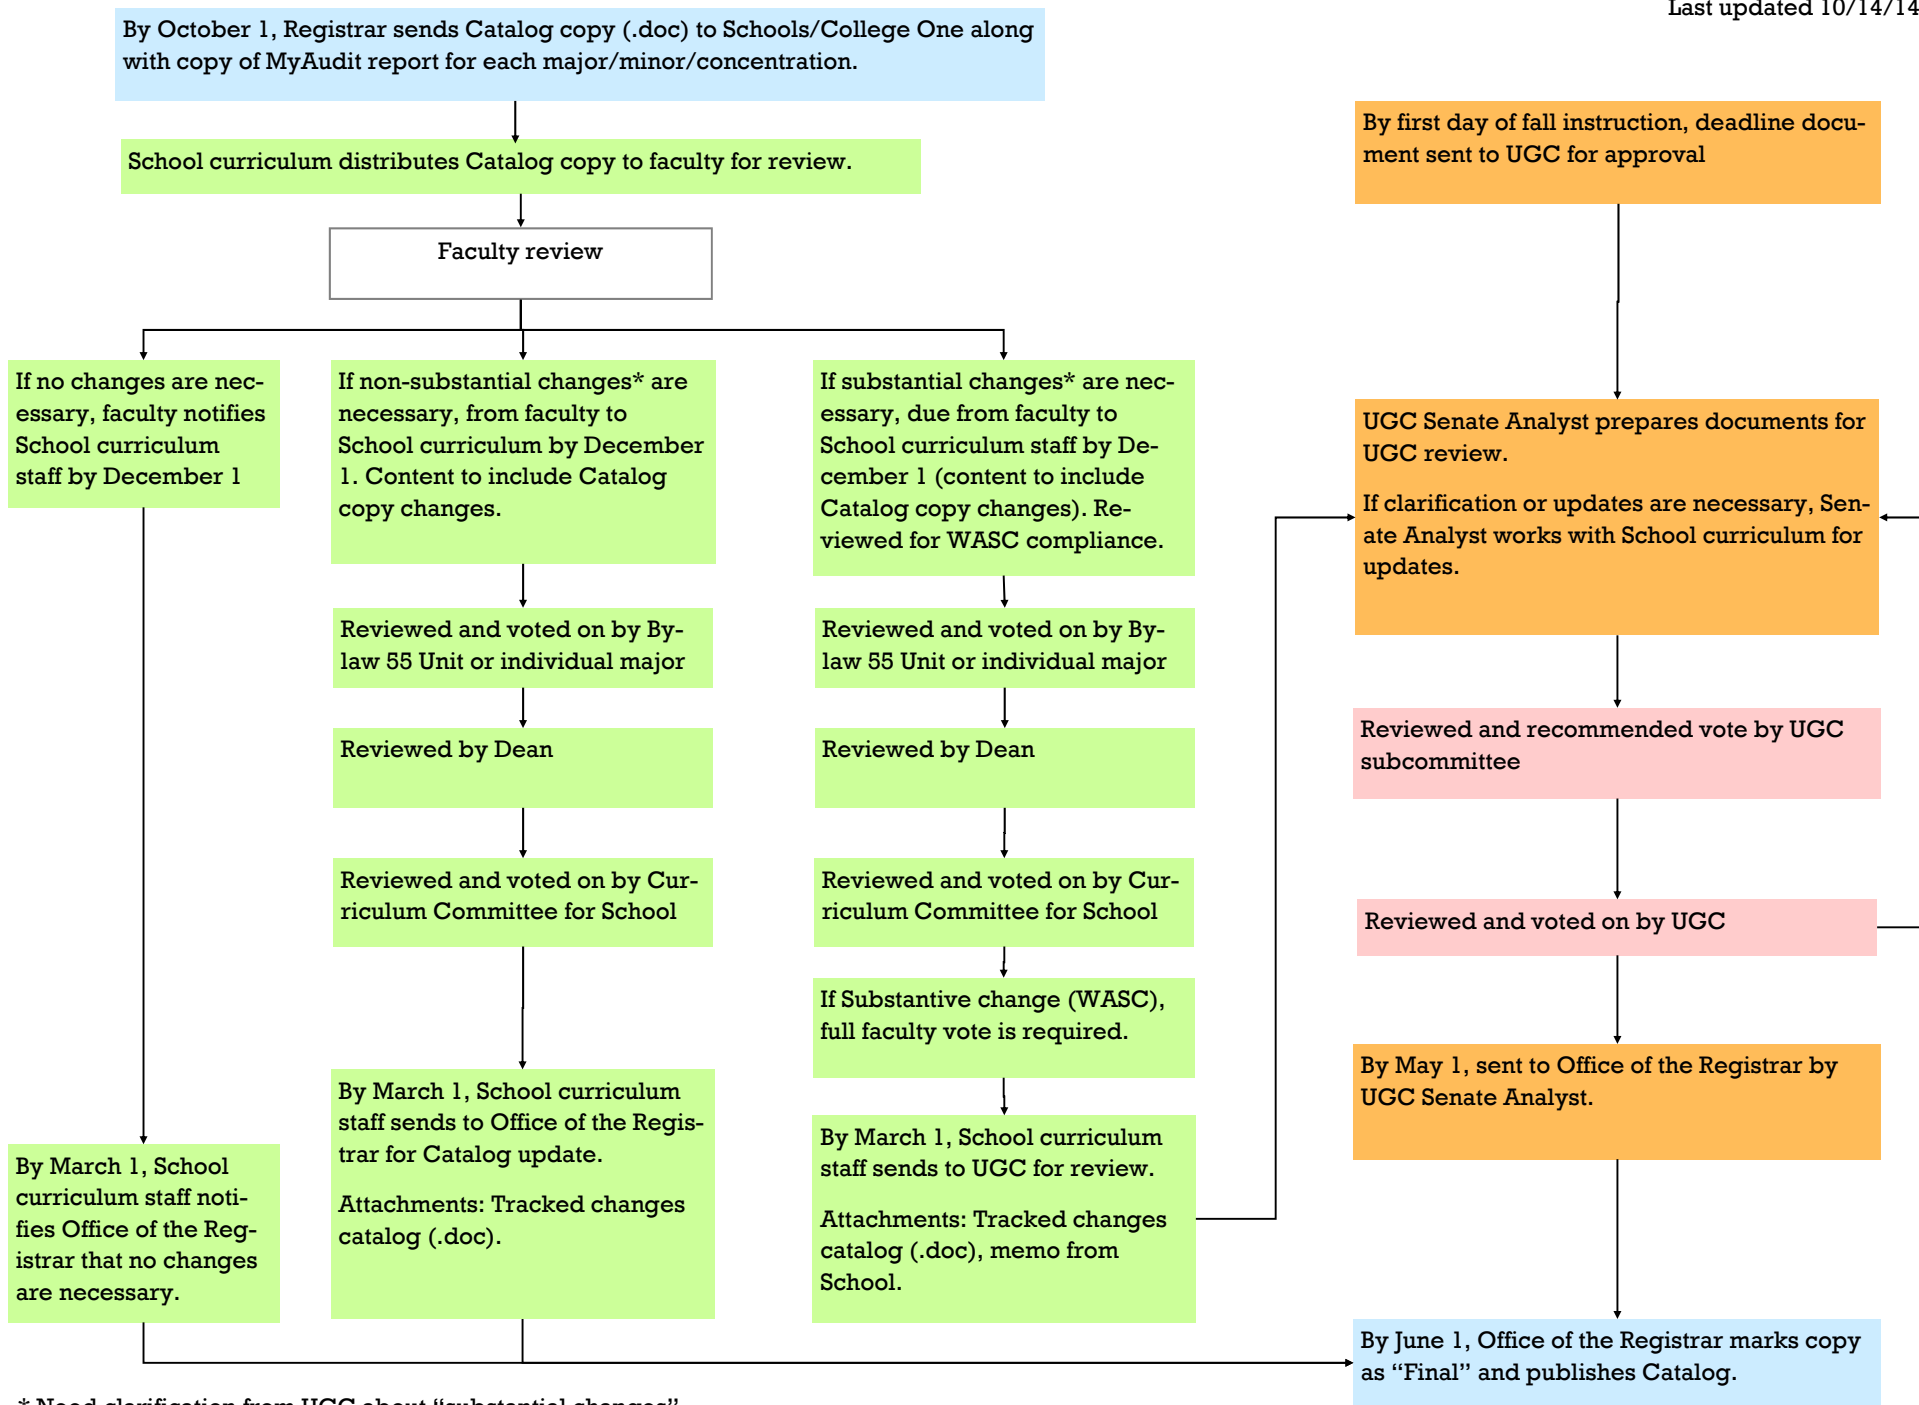 Last updated 10/14/14
By October 1, Registrar sends Catalog copy (.doc) to Schools/College One along
with copy of MyAudit report for each major/minor/concentration.
School curriculum distributes Catalog copy to faculty for review.
Faculty review
If no changes are nec-
essary, faculty notifies
School curriculum
staff by December 1
By March 1, School
curriculum staff noti-
fies Office of the Reg-
istrar that no changes
are necessary.
If non-substantial changes* are
necessary, from faculty to
School curriculum by December
1. Content to include Catalog
copy changes.
Reviewed and voted on by By-
law 55 Unit or individual major
Reviewed by Dean
Reviewed and voted on by Cur-
riculum Committee for School
By March 1, School curriculum
staff sends to Office of the Regis-
trar for Catalog update.
Attachments: Tracked changes
catalog (.doc).
If substantial changes* are nec-
essary, due from faculty to
School curriculum staff by De-
cember 1 (content to include
Catalog copy changes). Re-
viewed for WASC compliance.
Reviewed and voted on by By-
law 55 Unit or individual major
Reviewed by Dean
Reviewed and voted on by Cur-
riculum Committee for School
If Substantive change (WASC),
full faculty vote is required.
By March 1, School curriculum
staff sends to UGC for review.
Attachments: Tracked changes
catalog (.doc), memo from
School.
By first day of fall instruction, deadline docu-
ment sent to UGC for approval
UGC Senate Analyst prepares documents for
UGC review.
If clarification or updates are necessary, Sen-
ate Analyst works with School curriculum for
updates.
Reviewed and recommended vote by UGC
subcommittee
Reviewed and voted on by UGC
By May 1, sent to Office of the Registrar by
UGC Senate Analyst.
By June 1, Office of the Registrar marks copy
as “Final” and publishes Catalog.
* Need clarification from UGC about “substantial changes”